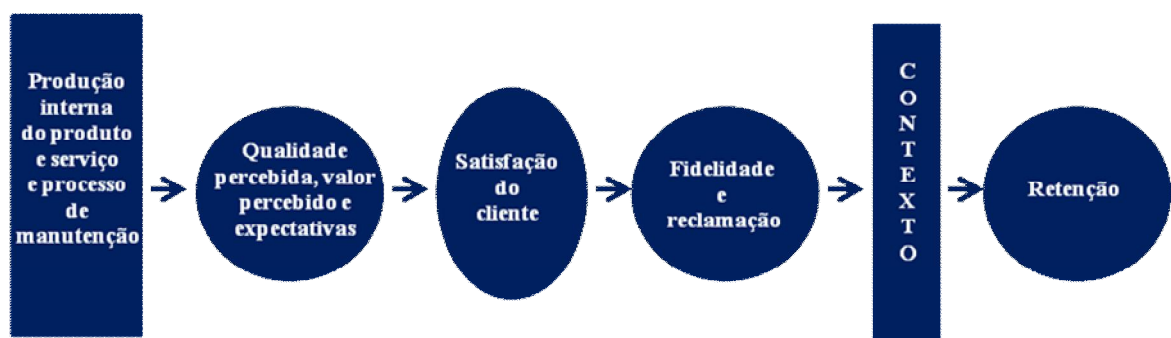 Produção
interna
do produto
e serviço
e processo
de
manutenção
Qualidade
percebida, valor
percebido e
expectativas
Satisfação
do
cliente
Fidelidade
e
reclamação
C
O
N
T
E
X
T
O
Retenção